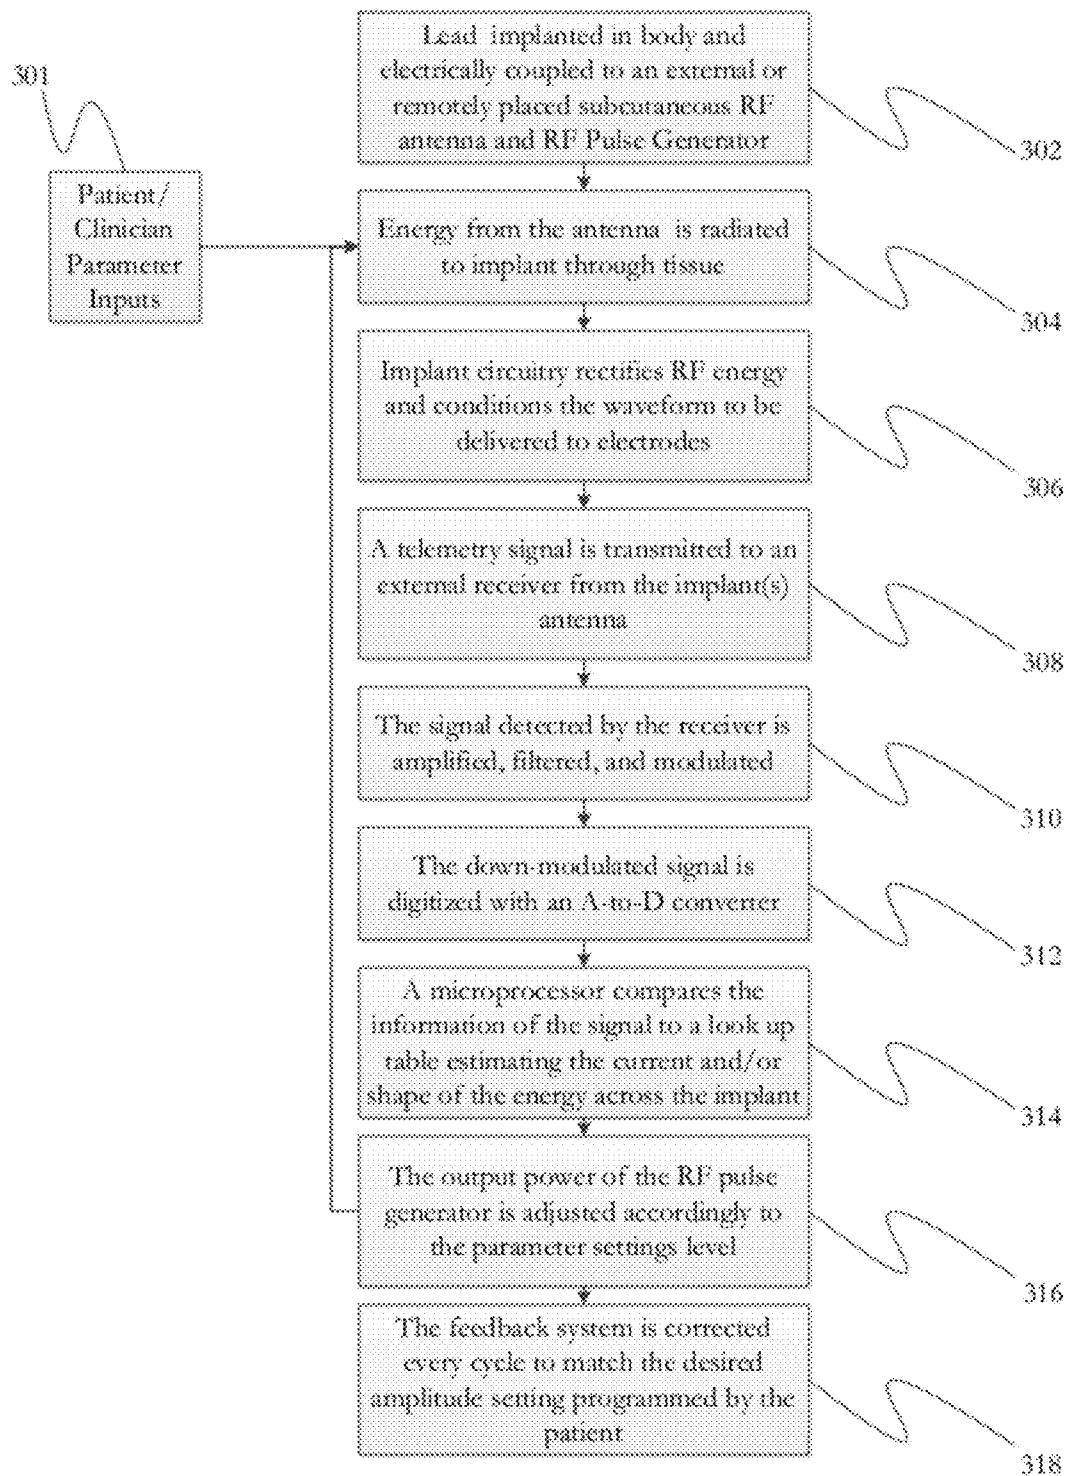 301
Patient/
Clinician
Parameter
Inputs
Lead implanted in body and
electrically coupled to an external or
remotely placed subcutaneous RF
antenna and RF Pulse Generator
302
Energy from the antenna is radiated
to implant through tissue
304
Implant circuitry rectifies RF energy
and conditions the waveform to be
delivered to electrodes
306
A telemetry signal is transmitted to an
external receiver from the implant(s)
antenna
308
The signal detected by the receiver is
amplified, filtered, and modulated
310
The down-modulated signal is
digitized with an A-to-D converter
312
A microprocessor compares the
information of the signal to a look up
table estimating the current and/or
shape of the energy across the implant
314
The output power of the RF pulse
generator is adjusted accordingly to
the parameter settings level
316
The feedback system is corrected
every cycle to match the desired
amplitude setting programmed by the
patient
318